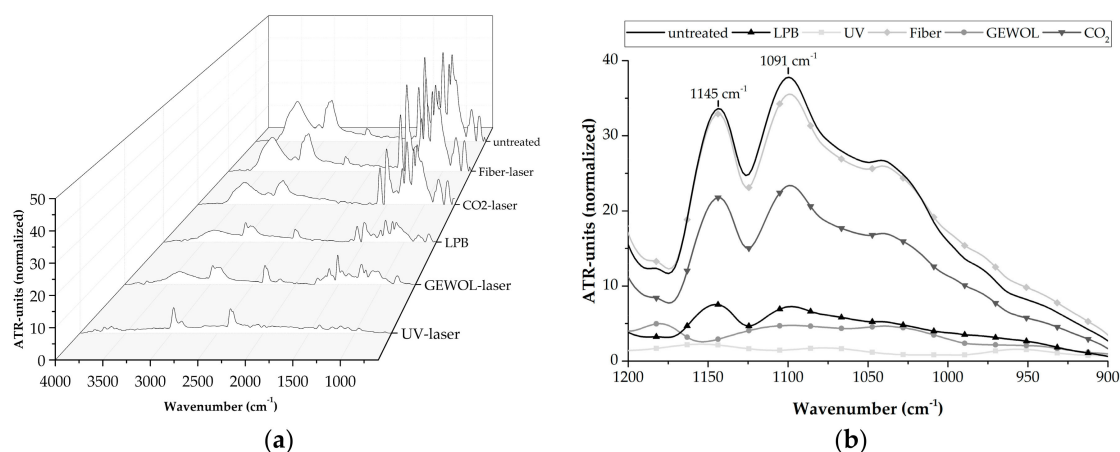 50
40
30
20
10
0
ATR-units (normalized)
4000 3500 3000 2500 2000 1500 1000
Wavenumber (cm-1)
untreated
Fiber-laser
CO2-laser
LPB
GEWOL-laser
UV-laser
(a)
untreated LPB UV Fiber GEWOL CO2
40
30
20
10
0
ATR-units (normalized)
1145 cm-1
1091 cm-1
1200 1150 1100 1050 1000 950 900
Wavenumber (cm-1)
(b)